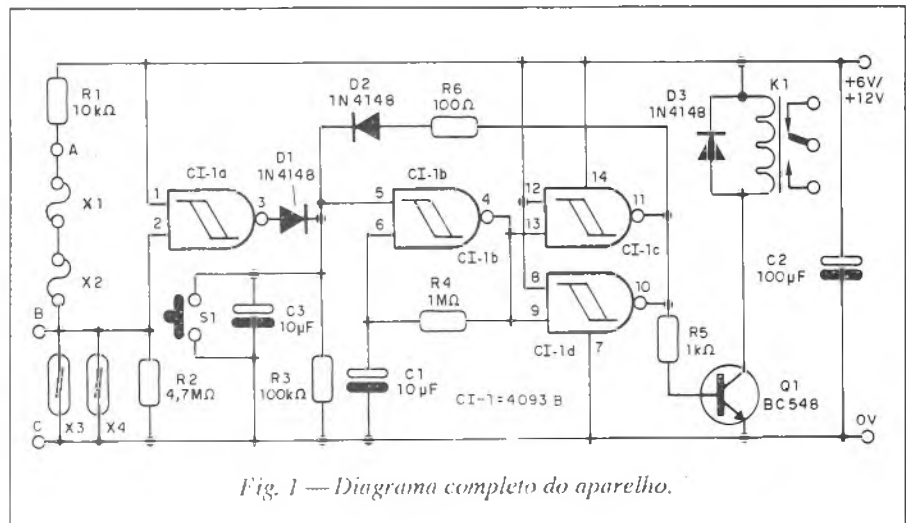 R1
10kΩ
A
X1
X2
B
C
X3
X4
R2
4,7MΩ
1
2
CI-1a
3
D1
1N4148
S1
C3
10µF
R3
100kΩ
D2
1N4148
R6
100Ω
CI-1b
5
6
4
CI-1b
R4
1MΩ
C1
10µF
CI-1=4093B
12
13
14
11
CI-1c
8
9
10
7
CI-1d
R5
1kΩ
D3
1N4148
K1
+6V/
+12V
C2
100µF
Q1
BC548
0V
Fig. 1 — Diagrama completo do aparelho.